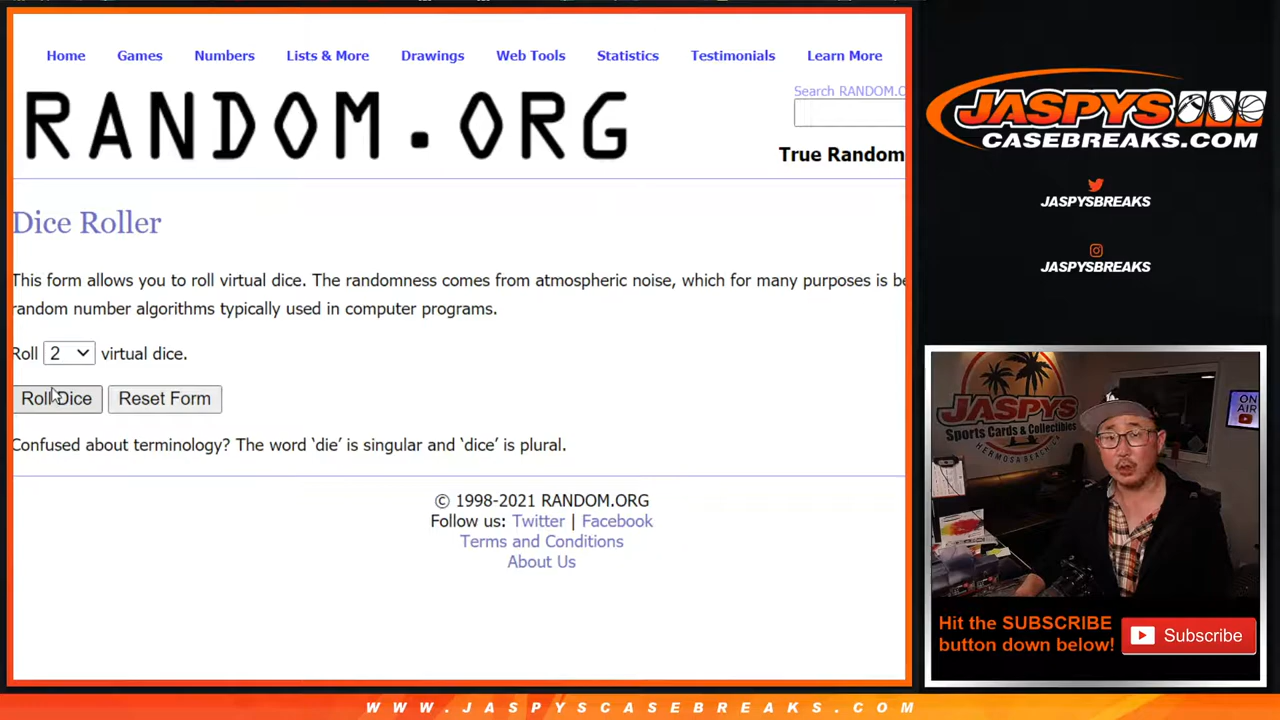 Home Games Numbers Lists & More Drawings Web Tools Statistics Testimonials Learn More
RANDOM.ORG
Search RANDOM.O
True Random
Dice Roller
This form allows you to roll virtual dice. The randomness comes from atmospheric noise, which for many purposes is be
random number algorithms typically used in computer programs.
Roll 2 virtual dice.
Roll Dice Reset Form
Confused about terminology? The word ‘die’ is singular and ‘dice’ is plural.
© 1998-2021 RANDOM.ORG
Follow us: Twitter | Facebook
Terms and Conditions
About Us
JASPYS
CASEBREAKS.COM
JASPYSBREAKS
JASPYSBREAKS
JASPYS
Sports Cards & Collectibles
HERMOSA BEACH, CA
ON
AIR
Hit the SUBSCRIBE
button down below!
Subscribe
WWW.JASPYSCASEBREAKS.COM